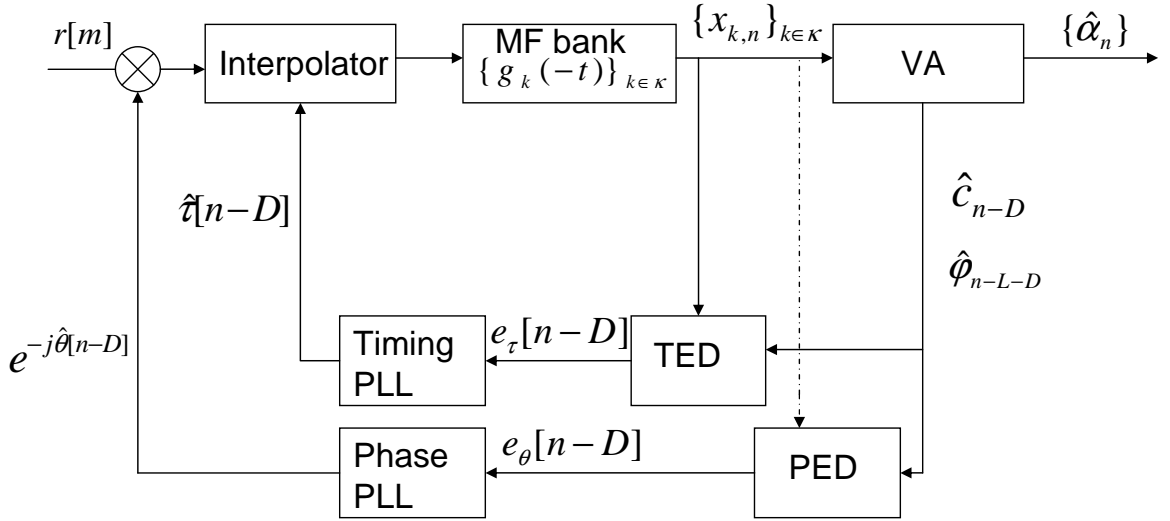 r[m]
Interpolator
MF bank
{g_k(-t)}_{k∈κ}
{x_{k,n}}_{k∈κ}
VA
{α̂_n}
τ̂[n-D]
ĉ_{n-D}
φ̂_{n-L-D}
e^{-jθ̂[n-D]}
Timing
PLL
e_τ[n-D]
TED
Phase
PLL
e_θ[n-D]
PED